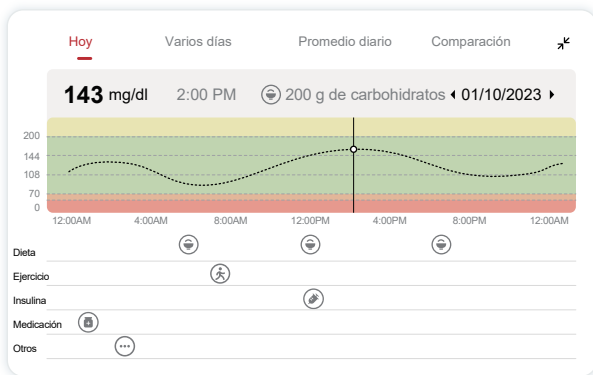 Hoy Varios días Promedio diario Comparación
143 mg/dl 2:00 PM 200 g de carbohidratos 01/10/2023
200
144
108
70
0
12:00AM 4:00AM 8:00AM 12:00PM 4:00PM 8:00PM 12:00AM
Dieta
Ejercicio
Insulina
Medicación
Otros